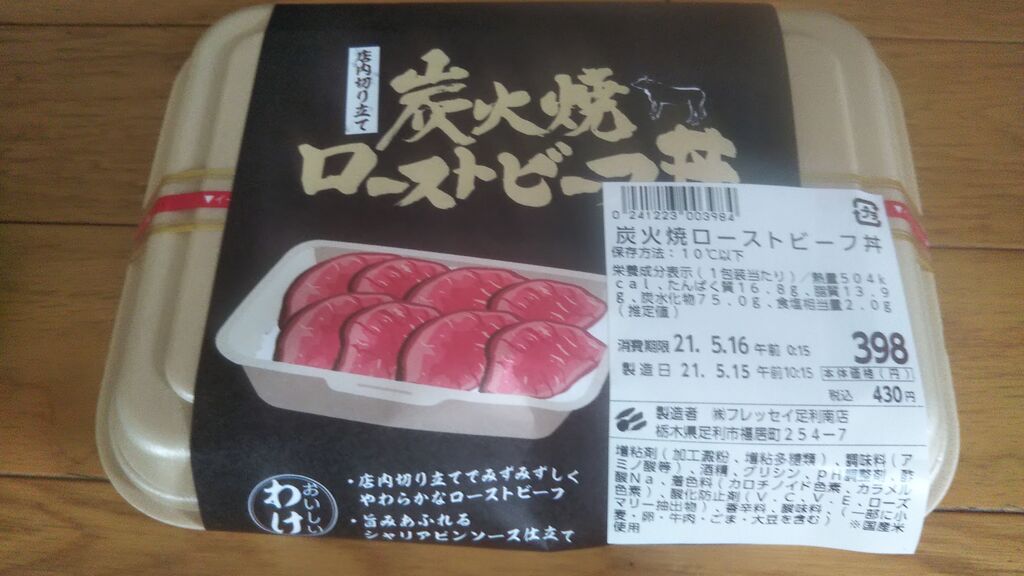 店内切り立て
炭火焼
ローストビーフ丼
0 241223 003984
炭火焼ローストビーフ丼
保存方法:10℃以下
栄養成分表示(1包装当たり)/熱量504k
cal、たんぱく質16.8g、脂質13.9
g、炭水化物75.0g、食塩相当量2.0g
(推定値)
消費期限 21. 5.16 午前 0:15
製造日 21. 5.15 午前10:15
398
本体価格(円)
税込 430円
製造者 ㈱フレッセイ足利南店
栃木県足利市福居町254-7
増粘剤(加工澱粉、増粘多糖類)、調味料(ア
ミノ酸等)、酒精、グリシン、pH調整剤、酢
酸Na、着色料(カロチノイド色素、カラメル
色素)、酸化防止剤(V.C、V.E、ローズ
マリー抽出物)、香辛料、酸味料、(一部に小
麦・卵・牛肉・ごま・大豆を含む) ※国産米
使用
おいしい
わけ
・店内切り立ててみずみずしく
やわらかなローストビーフ
・旨みあふれる
シャリアピンソース仕立て